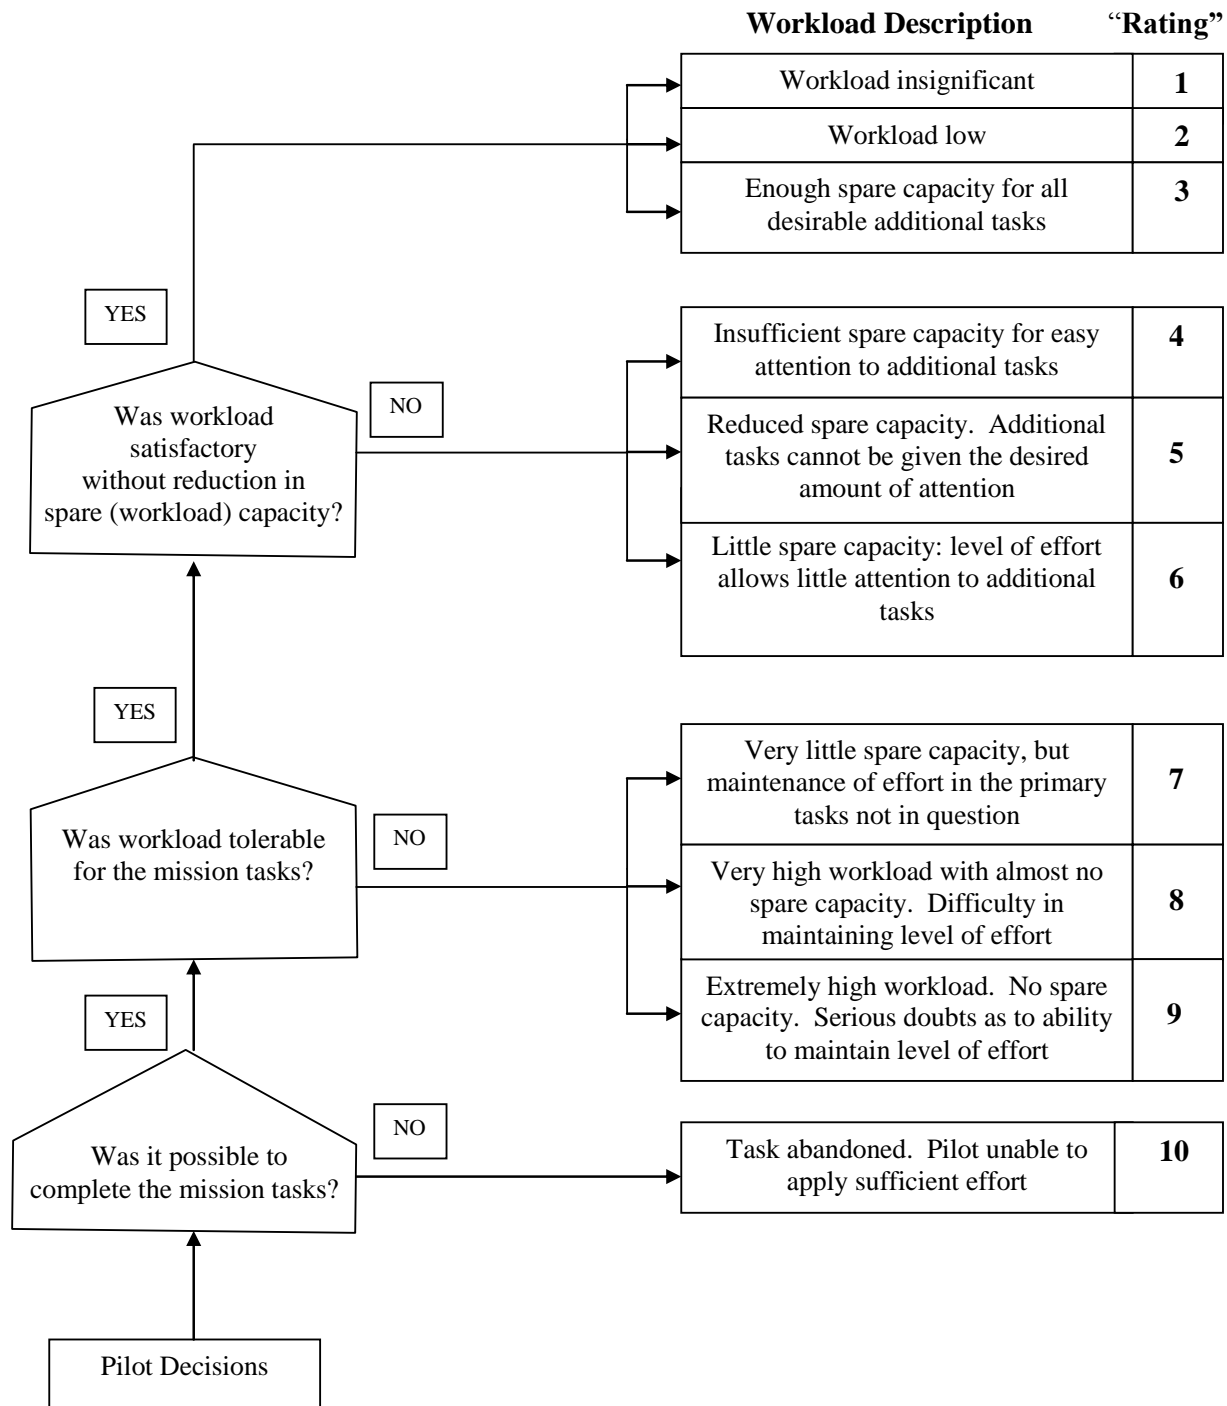 Workload Description “Rating”
Workload insignificant 1
Workload low 2
Enough spare capacity for all 3
desirable additional tasks
YES
Insufficient spare capacity for easy 4
attention to additional tasks
NO
Was workload
satisfactory
without reduction in
spare (workload) capacity?
Reduced spare capacity.  Additional
tasks cannot be given the desired 5
amount of attention
Little spare capacity: level of effort
allows little attention to additional 6
tasks
YES
Very little spare capacity, but
maintenance of effort in the primary 7
tasks not in question
NO
Was workload tolerable
for the mission tasks?
Very high workload with almost no
spare capacity.  Difficulty in 8
maintaining level of effort
YES
Extremely high workload.  No spare
capacity.  Serious doubts as to ability 9
to maintain level of effort
NO
Was it possible to
complete the mission tasks?
Task abandoned.  Pilot unable to 10
apply sufficient effort
Pilot Decisions